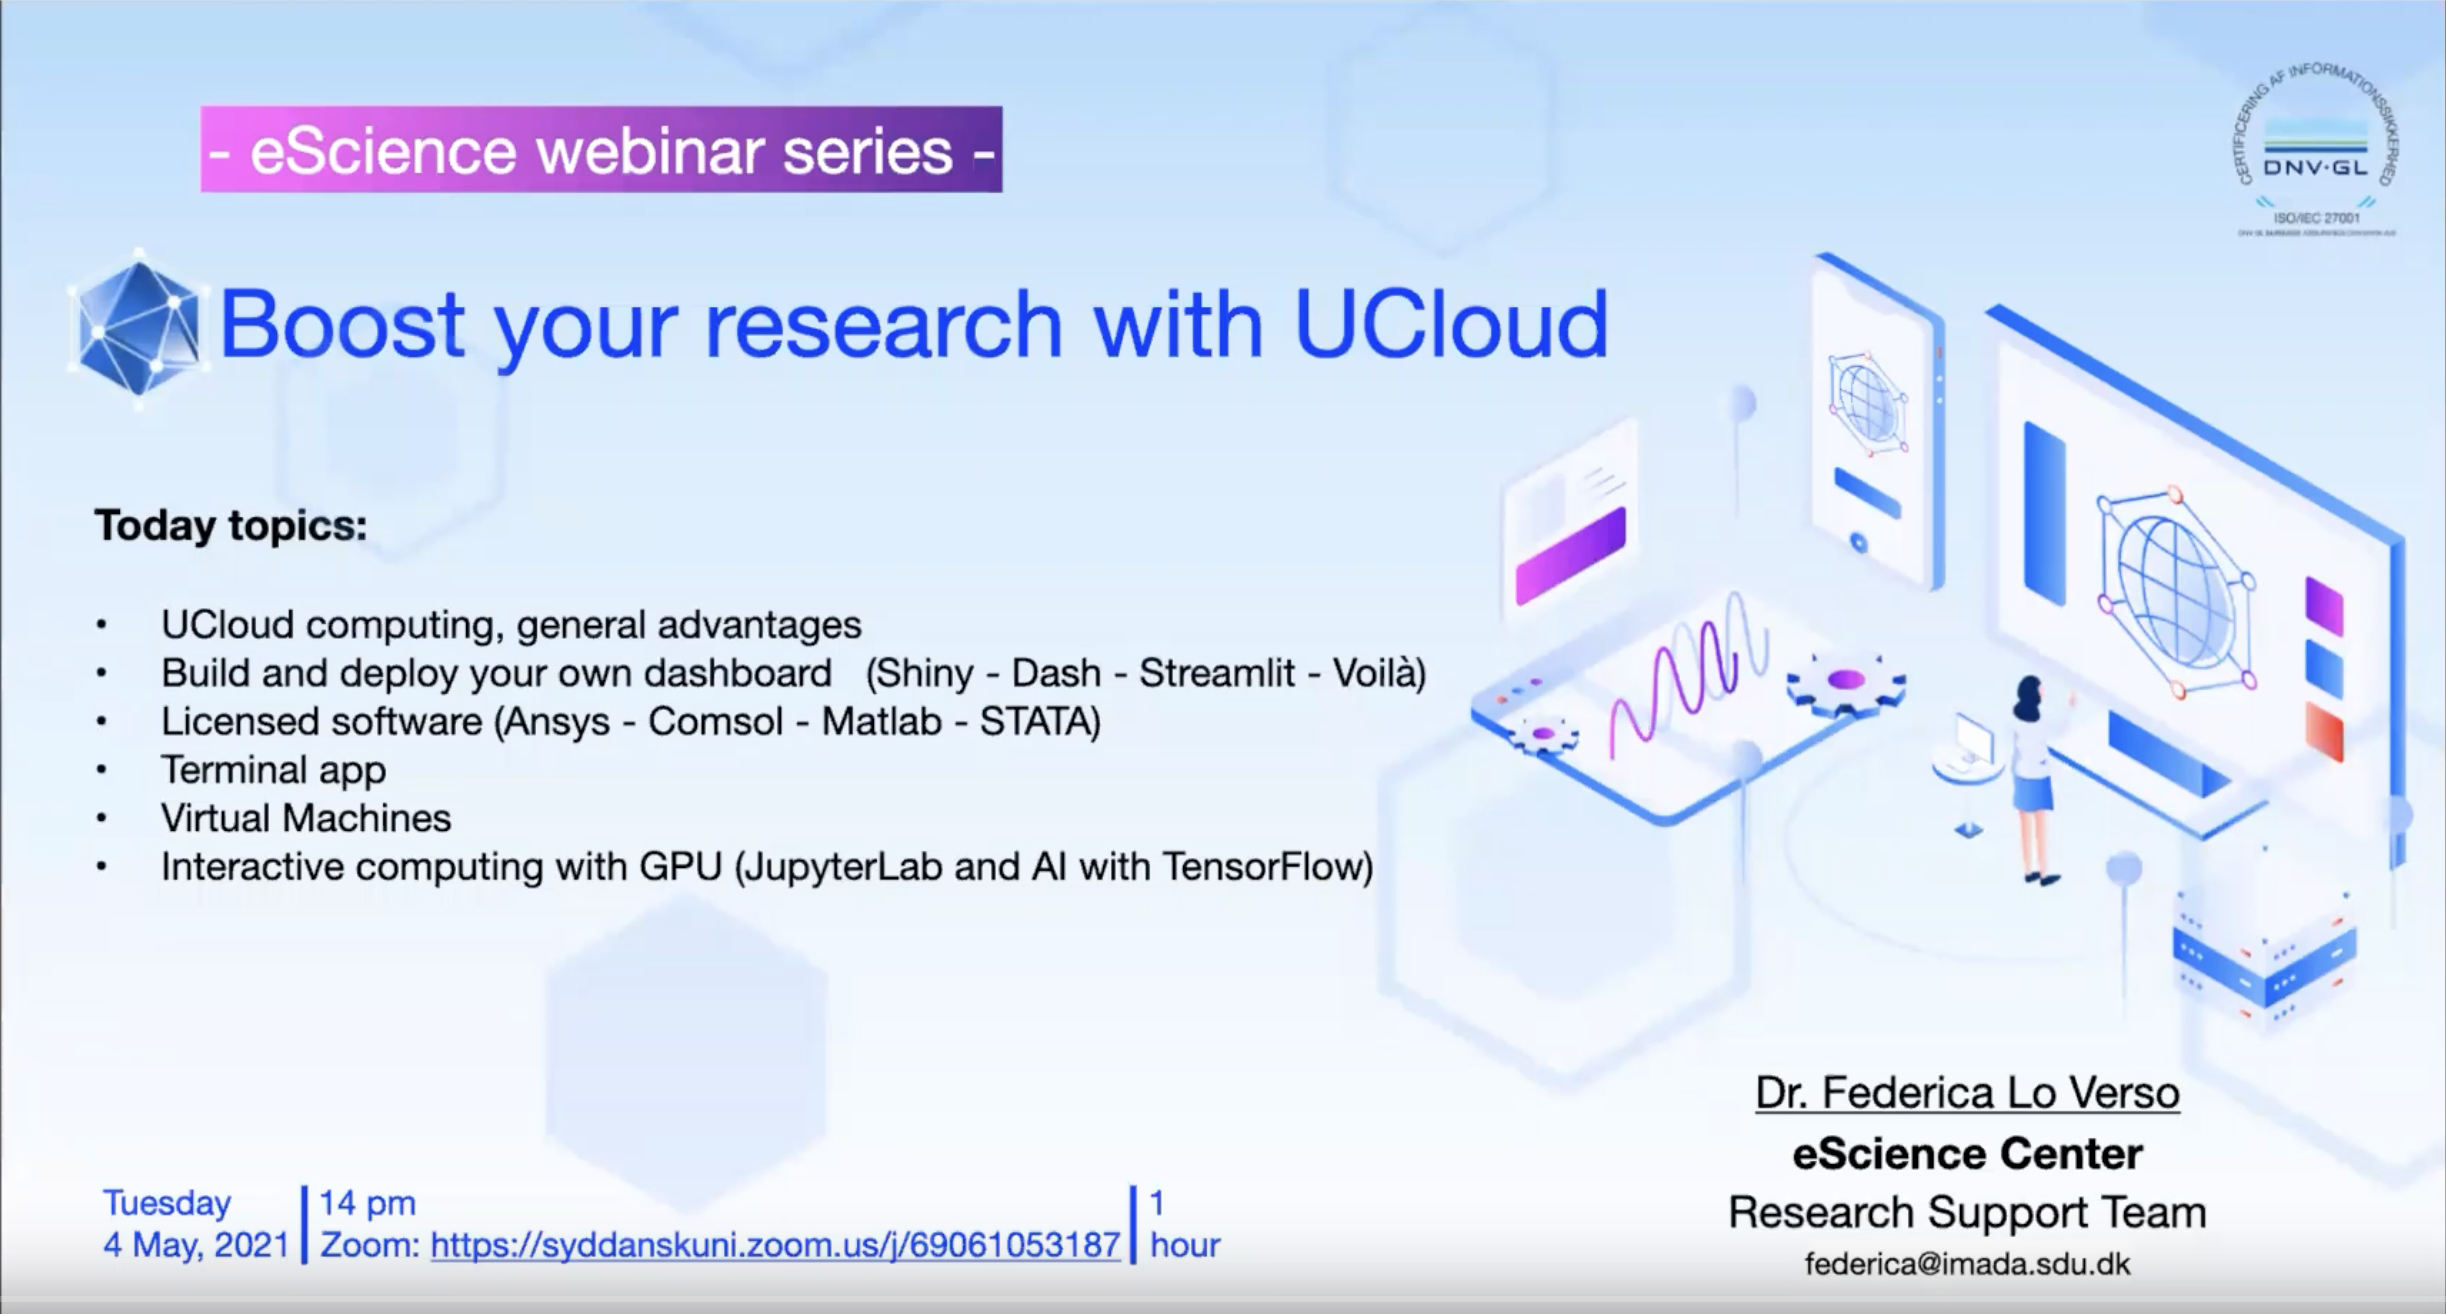 - eScience webinar series -
CERTIFICERING AF INFORMATIONSSIKKERHED
DNV·GL
ISO/IEC 27001
Boost your research with UCloud
Today topics:
• UCloud computing, general advantages
• Build and deploy your own dashboard (Shiny - Dash - Streamlit - Voilà)
• Licensed software (Ansys - Comsol - Matlab - STATA)
• Terminal app
• Virtual Machines
• Interactive computing with GPU (JupyterLab and AI with TensorFlow)
Dr. Federica Lo Verso
eScience Center
Research Support Team
federica@imada.sdu.dk
Tuesday
4 May, 2021
14 pm
Zoom: https://syddanskuni.zoom.us/j/69061053187
1
hour